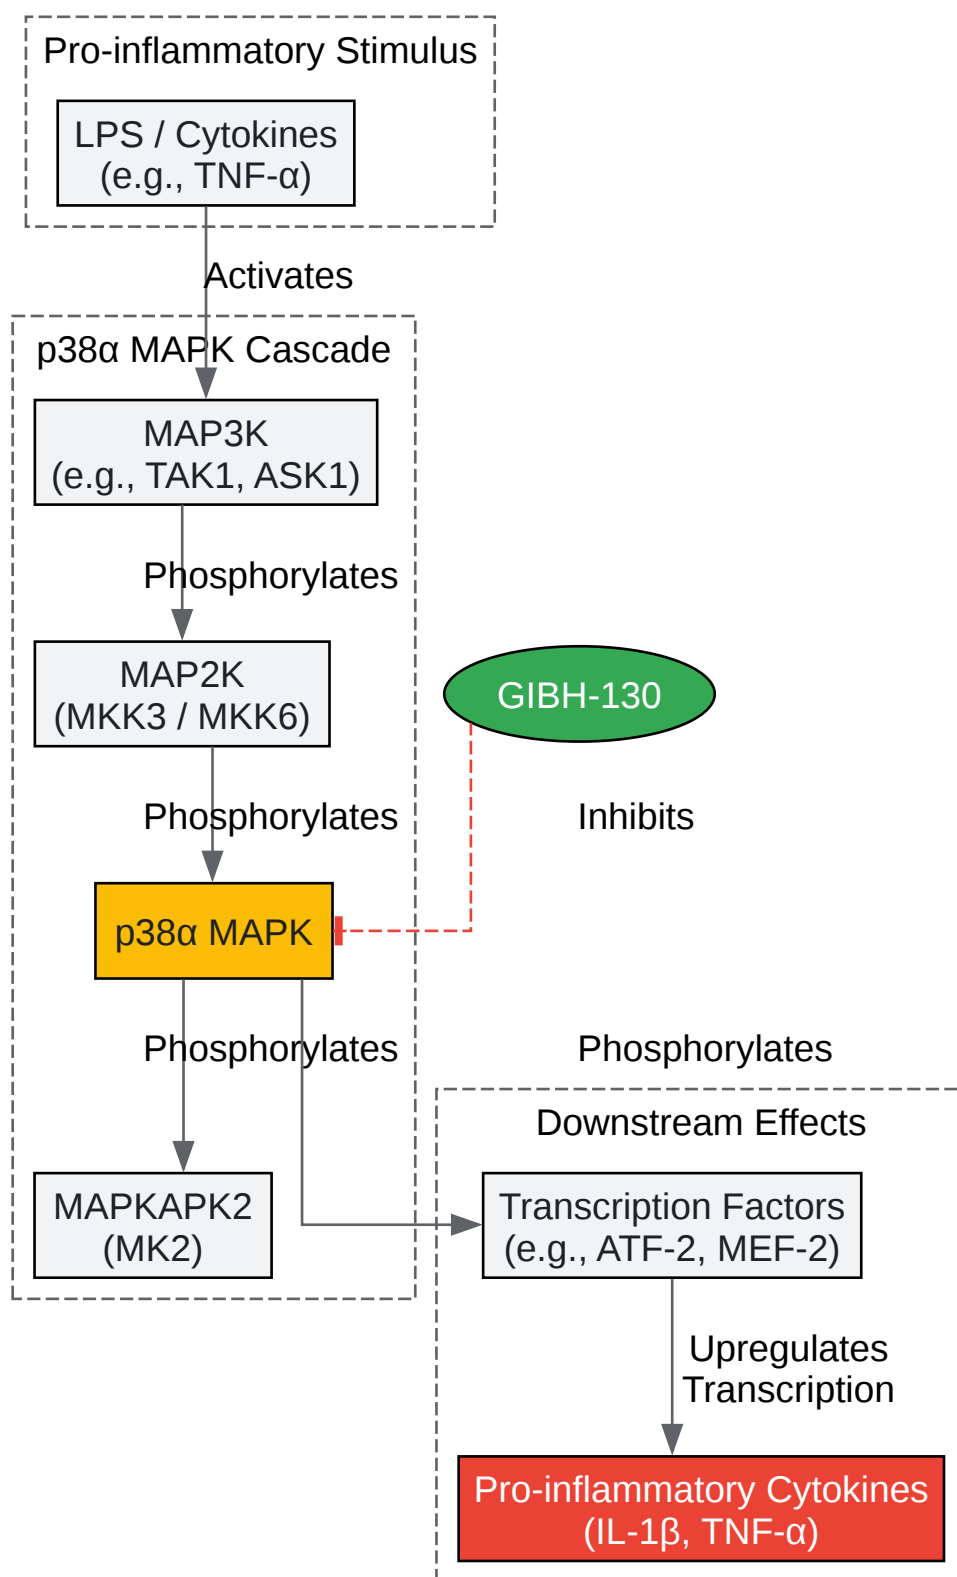 Pro-inflammatory Stimulus
LPS / Cytokines
(e.g., TNF-α)
Activates
p38α MAPK Cascade
MAP3K
(e.g., TAK1, ASK1)
Phosphorylates
MAP2K
(MKK3 / MKK6)
GIBH-130
Phosphorylates
Inhibits
p38α MAPK
Phosphorylates
Phosphorylates
Downstream Effects
MAPKAPK2
(MK2)
Transcription Factors
(e.g., ATF-2, MEF-2)
Upregulates
Transcription
Pro-inflammatory Cytokines
(IL-1β, TNF-α)